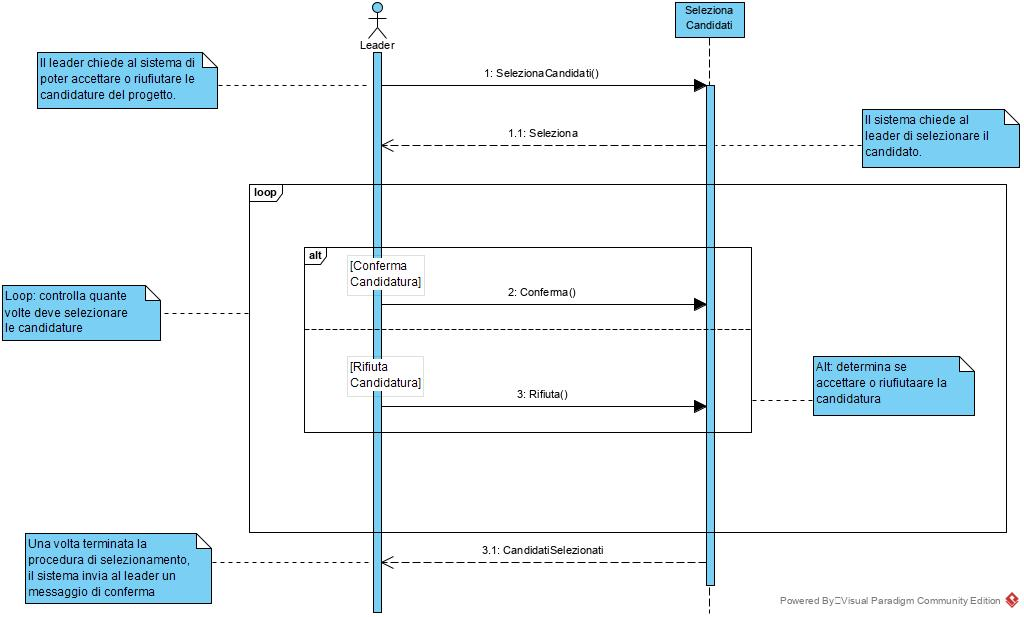 Seleziona
Candidati
Leader
Il leader chiede al sistema di
poter accettare o riufiutare le
candidature del progetto.
1: SelezionaCandidati()
1.1: Seleziona
Il sistema chiede al
leader di selezionare il
candidato.
loop
alt
[Conferma
Candidatura]
2: Conferma()
Loop: controlla quante
volte deve selezionare
le candidature
[Rifiuta
Candidatura]
3: Rifiuta()
Alt: determina se
accettare o riufiutaare la
candidatura
Una volta terminata la
procedura di selezionamento,
il sistema invia al leader un
messaggio di conferma
3.1: CandidatiSelezionati
Powered By Visual Paradigm Community Edition